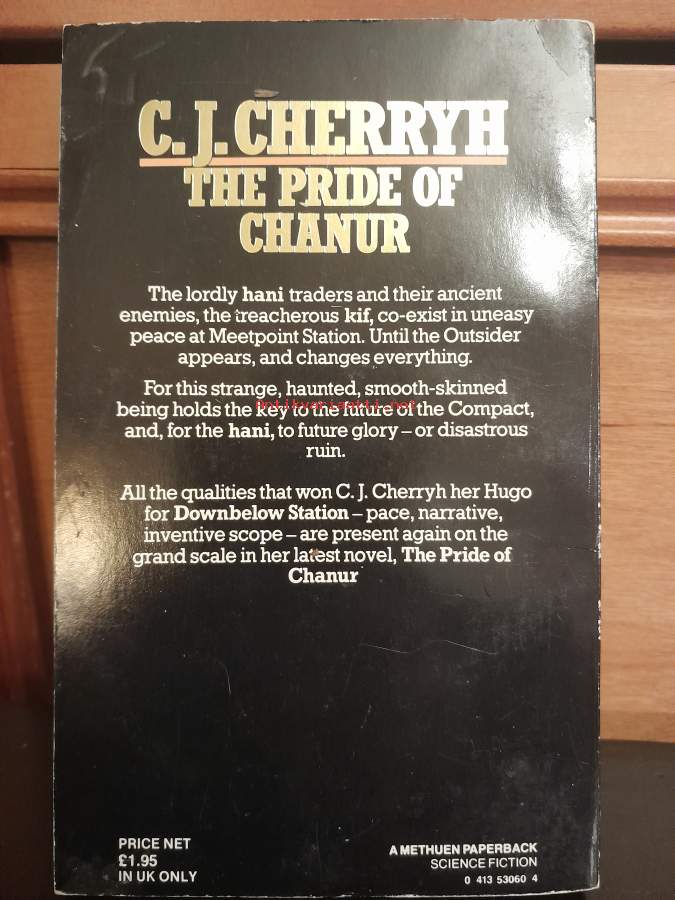 C. J. CHERRYH
THE PRIDE OF
CHANUR
The lordly hani traders and their ancient
enemies, the treacherous kif, co-exist in uneasy
peace at Meetpoint Station. Until the Outsider
appears, and changes everything.
For this strange, haunted, smooth-skinned
being holds the key to the future of the Compact,
antikvariaatti.net
and, for the hani, to future glory – or disastrous
ruin.
All the qualities that won C. J. Cherryh her Hugo
for Downbelow Station – pace, narrative,
inventive scope – are present again on the
grand scale in her latest novel, The Pride of
Chanur
PRICE NET
£1.95
IN UK ONLY
A METHUEN PAPERBACK
SCIENCE FICTION
0 413 53060 4